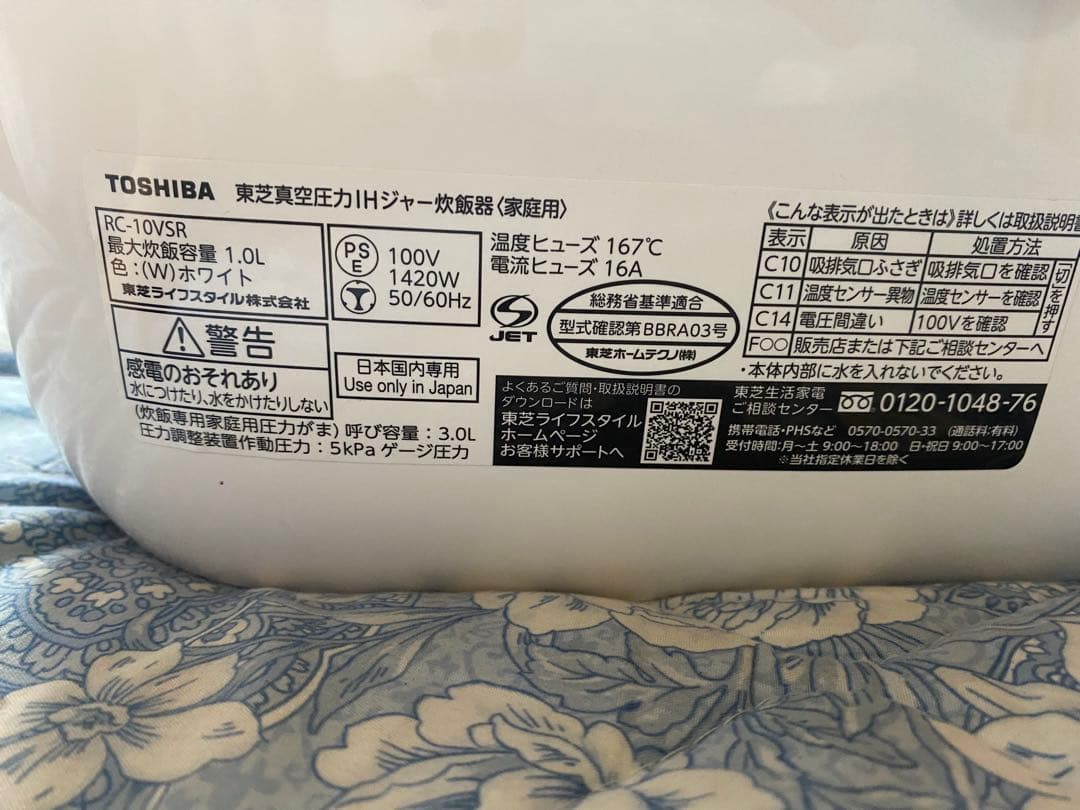 TOSHIBA 東芝真空圧力IHジャー炊飯器〈家庭用〉
RC-10VSR
最大炊飯容量 1.0L
色:(W)ホワイト
東芝ライフスタイル株式会社
PS
E
100V
1420W
50/60Hz
温度ヒューズ 167℃
電流ヒューズ 16A
JET
総務省基準適合
型式確認第BBRA03号
東芝ホームテクノ(株)
警告
感電のおそれあり
水につけたり、水をかけたりしない
日本国内専用
Use only in Japan
(炊飯専用家庭用圧力がま) 呼び容量:3.0L
圧力調整装置作動圧力:5kPa ゲージ圧力
よくあるご質問・取扱説明書の
ダウンロードは
東芝ライフスタイル
ホームページ
お客様サポートへ
《こんな表示が出たときは》詳しくは取扱説明書
表示 原因 処置方法
C10 吸排気口ふさぎ 吸排気口を確認
C11 温度センサー異物 温度センサーを確認
C14 電圧間違い 100Vを確認
切を押す
F○○ 販売店または下記ご相談センターへ
・本体内部に水を入れないでください。
東芝生活家電
ご相談センター 0120-1048-76
携帯電話・PHSなど 0570-0570-33 (通話料:有料)
受付時間:月〜土 9:00〜18:00 日・祝日 9:00〜17:00
※当社指定休業日を除く